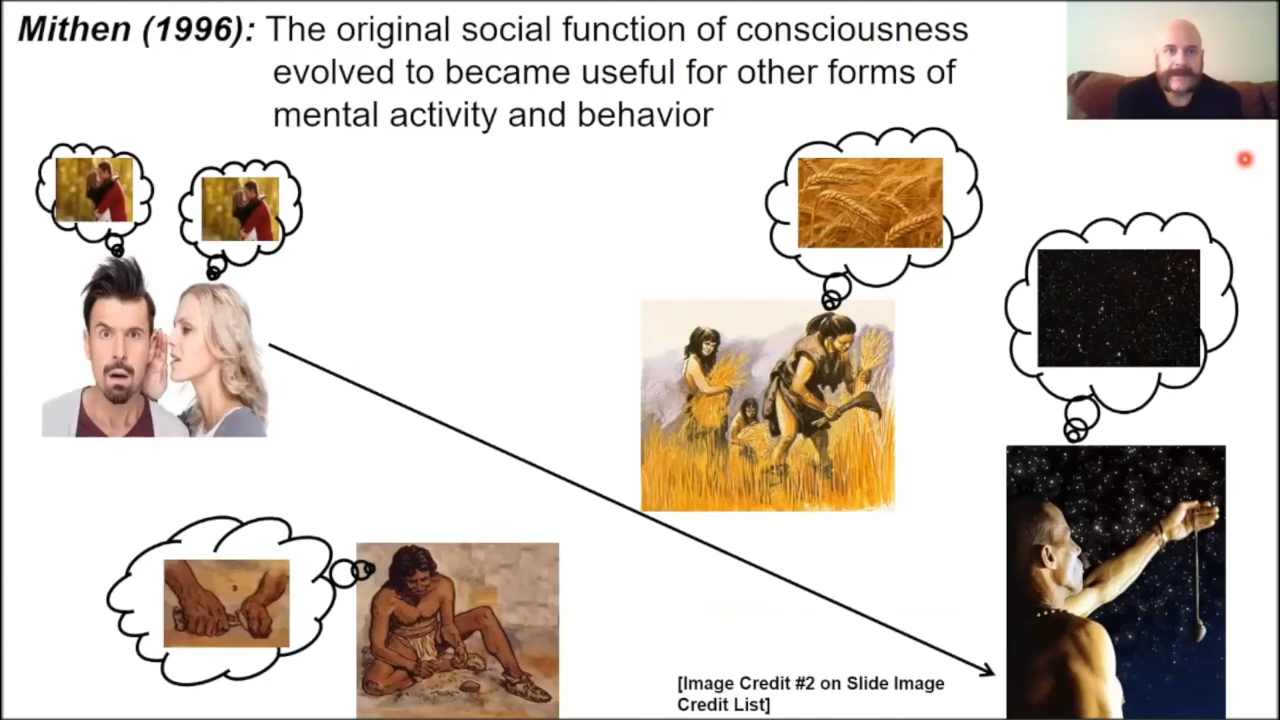 Mithen (1996): The original social function of consciousness
evolved to became useful for other forms of
mental activity and behavior
[Image Credit #2 on Slide Image
Credit List]